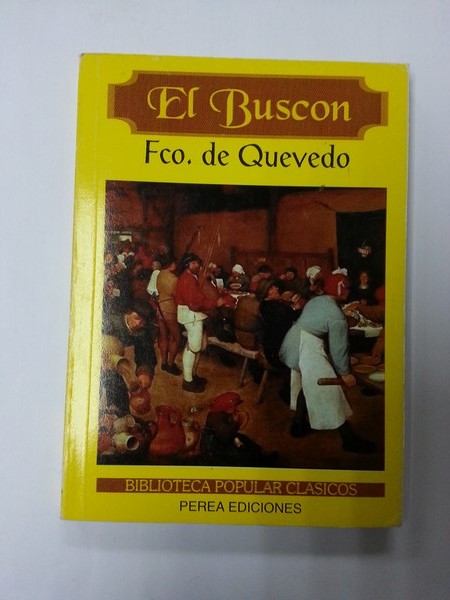 El Buscon
Fco. de Quevedo
BIBLIOTECA POPULAR CLASICOS
PEREA EDICIONES